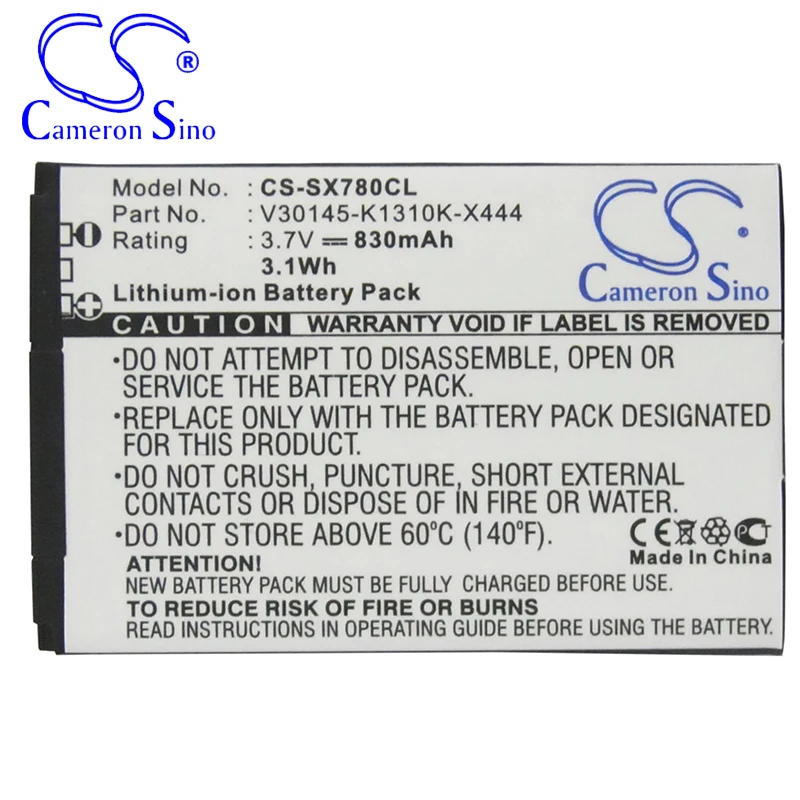 CS®
Cameron Sino
Model No. : CS-SX780CL
Part No. : V30145-K1310K-X444
Rating : 3.7V ⎓ 830mAh
3.1Wh
Lithium-ion Battery Pack
CS®
Cameron Sino
CAUTION WARRANTY VOID IF LABEL IS REMOVED
•DO NOT ATTEMPT TO DISASSEMBLE, OPEN OR
SERVICE THE BATTERY PACK.
•REPLACE ONLY WITH THE BATTERY PACK DESIGNATED
FOR THIS PRODUCT.
•DO NOT CRUSH, PUNCTURE, SHORT EXTERNAL
CONTACTS OR DISPOSE OF IN FIRE OR WATER.
•DO NOT STORE ABOVE 60°C (140°F).
CE PCT
Made In China
ATTENTION!
NEW BATTERY PACK MUST BE FULLY CHARGED BEFORE USE.
TO REDUCE RISK OF FIRE OR BURNS
READ INSTRUCTIONS IN OPERATING GUIDE BEFORE USING THE BATTERY.